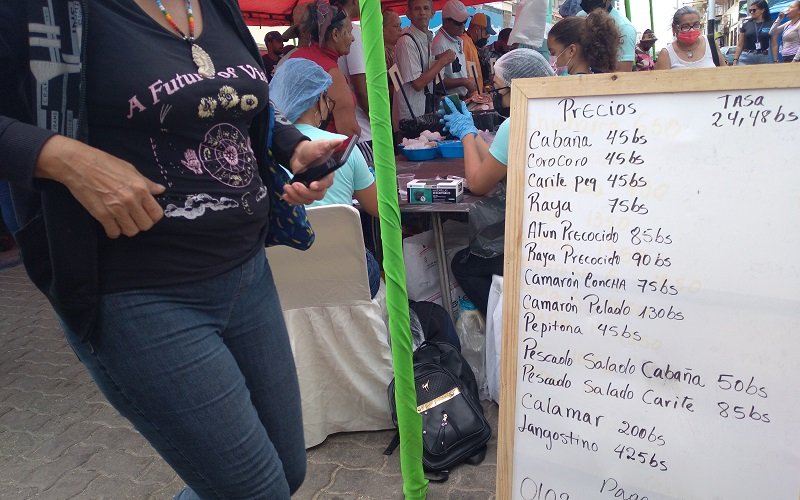 A Future of V
Precios
TASA
24,48bs
Cabaña 45bs
Corocoro 45bs
Carite peq 45bs
Raya 75bs
Atun Precocido 85bs
Raya Precocido 90bs
Camarón Concha 75bs
Camarón Pelado 130bs
Pepitona 45bs
Pescado Salado Cabaña 50bs
Pescado Salado Carite 85bs
Calamar 200bs
Langostino 425bs